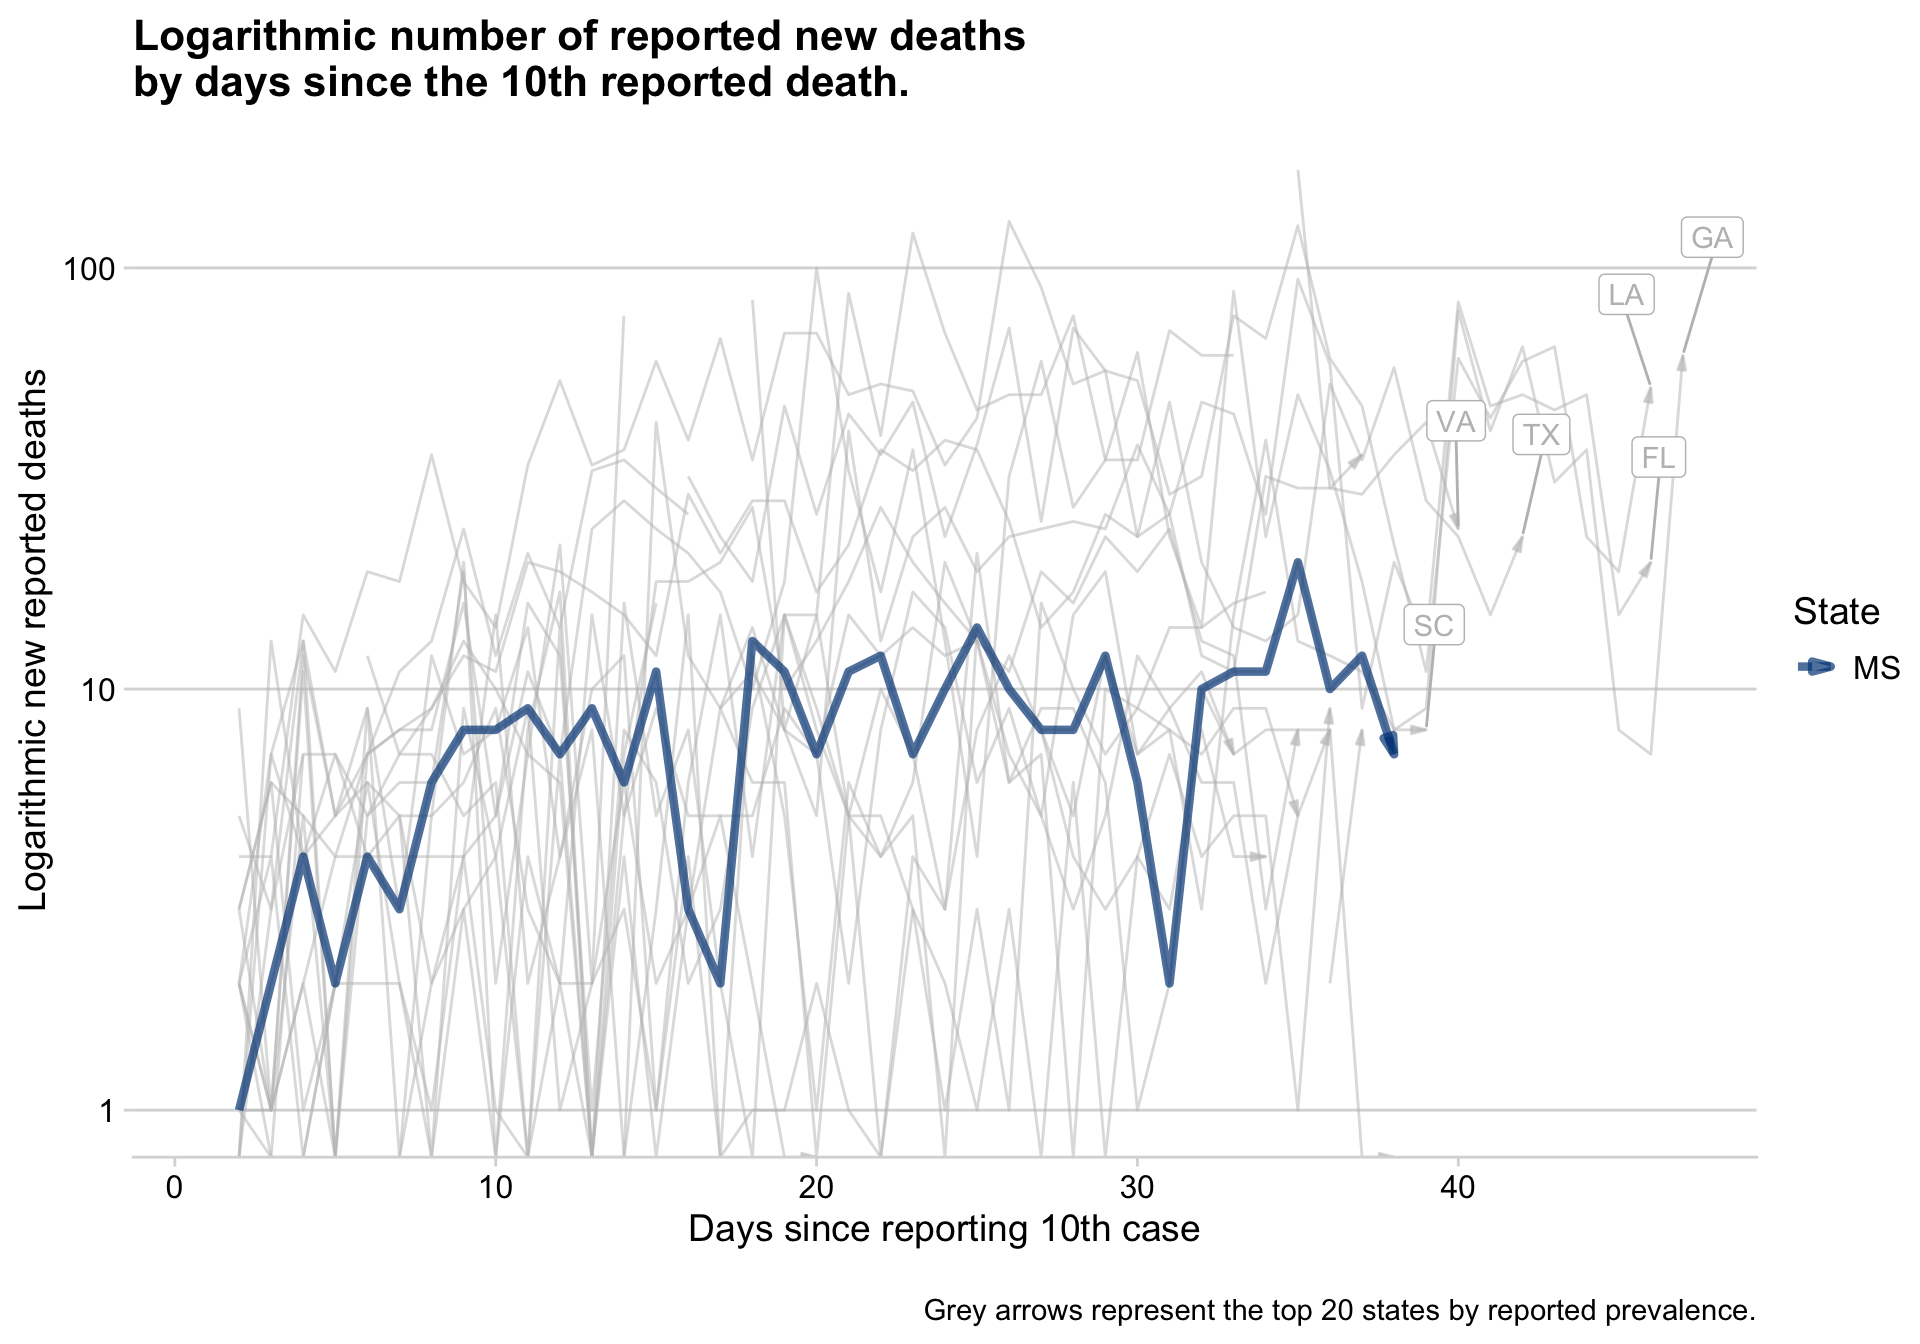 Logarithmic number of reported new deaths
by days since the 10th reported death.
Logarithmic new reported deaths
100
10
1
GA
LA
VA
TX
FL
SC
State
MS
0 10 20 30 40
Days since reporting 10th case
Grey arrows represent the top 20 states by reported prevalence.